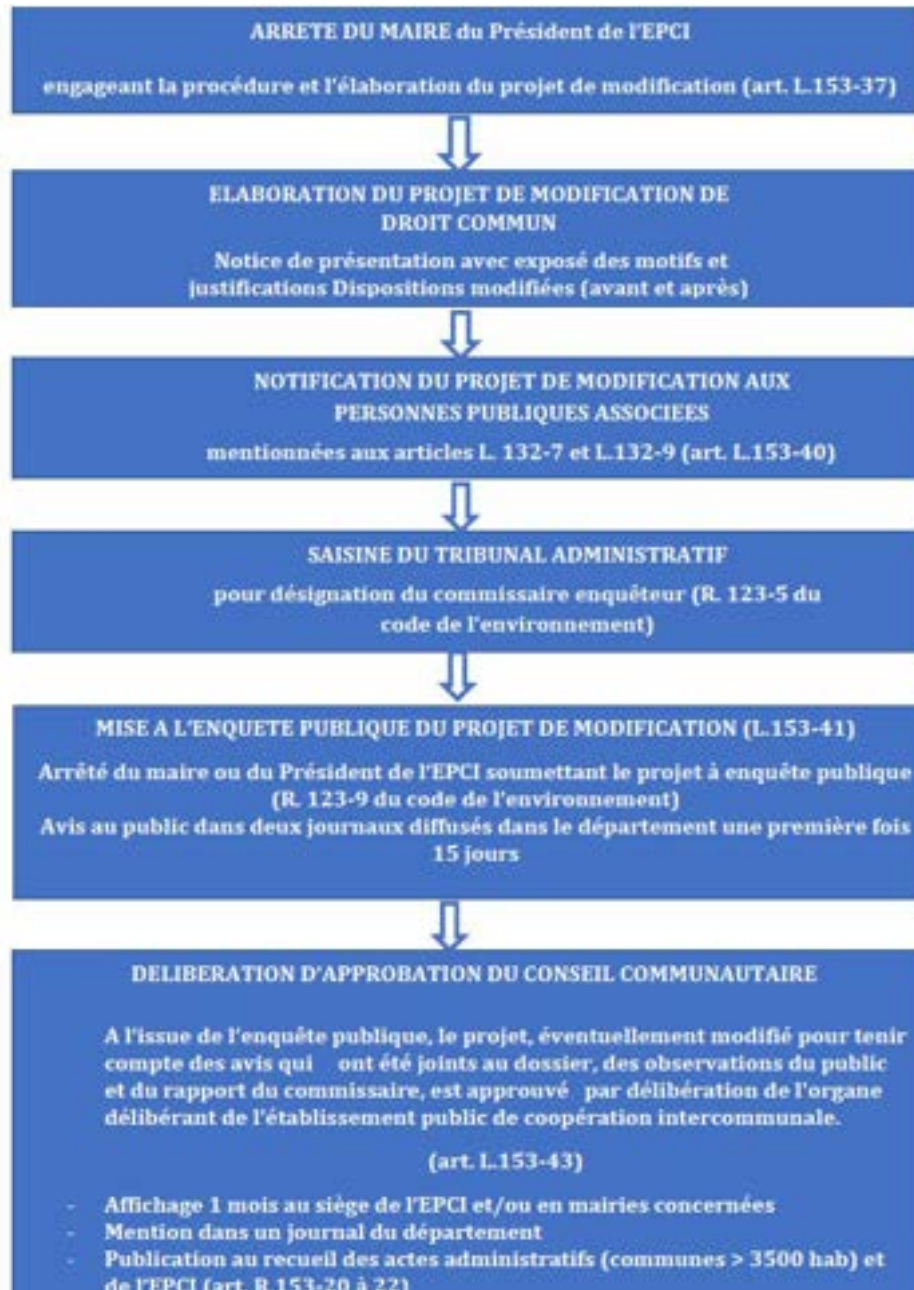 ARRETE DU MAIRE du Président de l'EPCI
engageant la procédure et l'élaboration du projet de modification (art. L.153-37)
ELABORATION DU PROJET DE MODIFICATION DE
DROIT COMMUN
Notice de présentation avec exposé des motifs et
justifications Dispositions modifiées (avant et après)
NOTIFICATION DU PROJET DE MODIFICATION AUX
PERSONNES PUBLIQUES ASSOCIEES
mentionnées aux articles L. 132-7 et L.132-9 (art. L.153-40)
SAISINE DU TRIBUNAL ADMINISTRATIF
pour désignation du commissaire enquêteur (R. 123-5 du
code de l'environnement)
MISE A L'ENQUETE PUBLIQUE DU PROJET DE MODIFICATION (L.153-41)
Arrêté du maire ou du Président de l'EPCI soumettant le projet à enquête publique
(R. 123-9 du code de l'environnement)
Avis au public dans deux journaux diffusés dans le département une première fois
15 jours
DELIBERATION D'APPROBATION DU CONSEIL COMMUNAUTAIRE
A l'issue de l'enquête publique, le projet, éventuellement modifié pour tenir
compte des avis qui ont été joints au dossier, des observations du public
et du rapport du commissaire, est approuvé par délibération de l'organe
délibérant de l'établissement public de coopération intercommunale.
(art. L.153-43)
- Affichage 1 mois au siège de l'EPCI et/ou en mairies concernées
- Mention dans un journal du département
- Publication au recueil des actes administratifs (communes > 3500 hab) et
de l'EPCI (art. R.153-20 à 22)